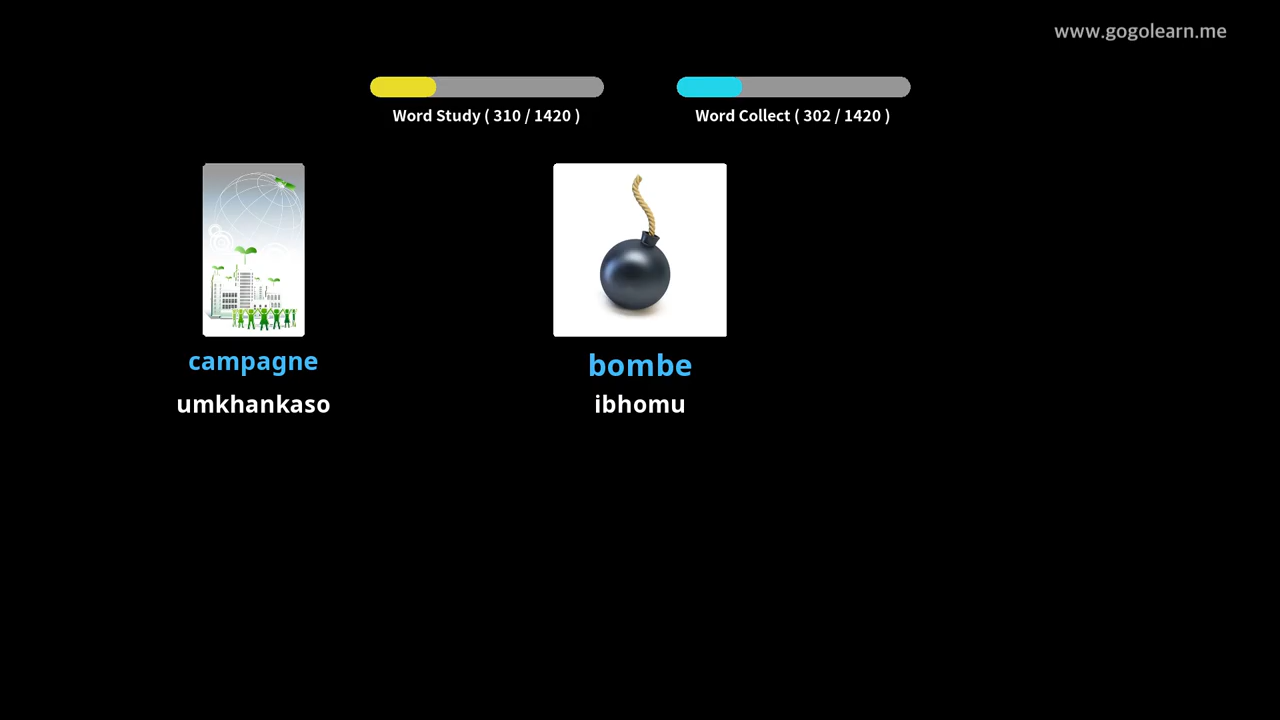 www.gogolearn.me
Word Study ( 310 / 1420 )
Word Collect ( 302 / 1420 )
campagne
umkhankaso
bombe
ibhomu